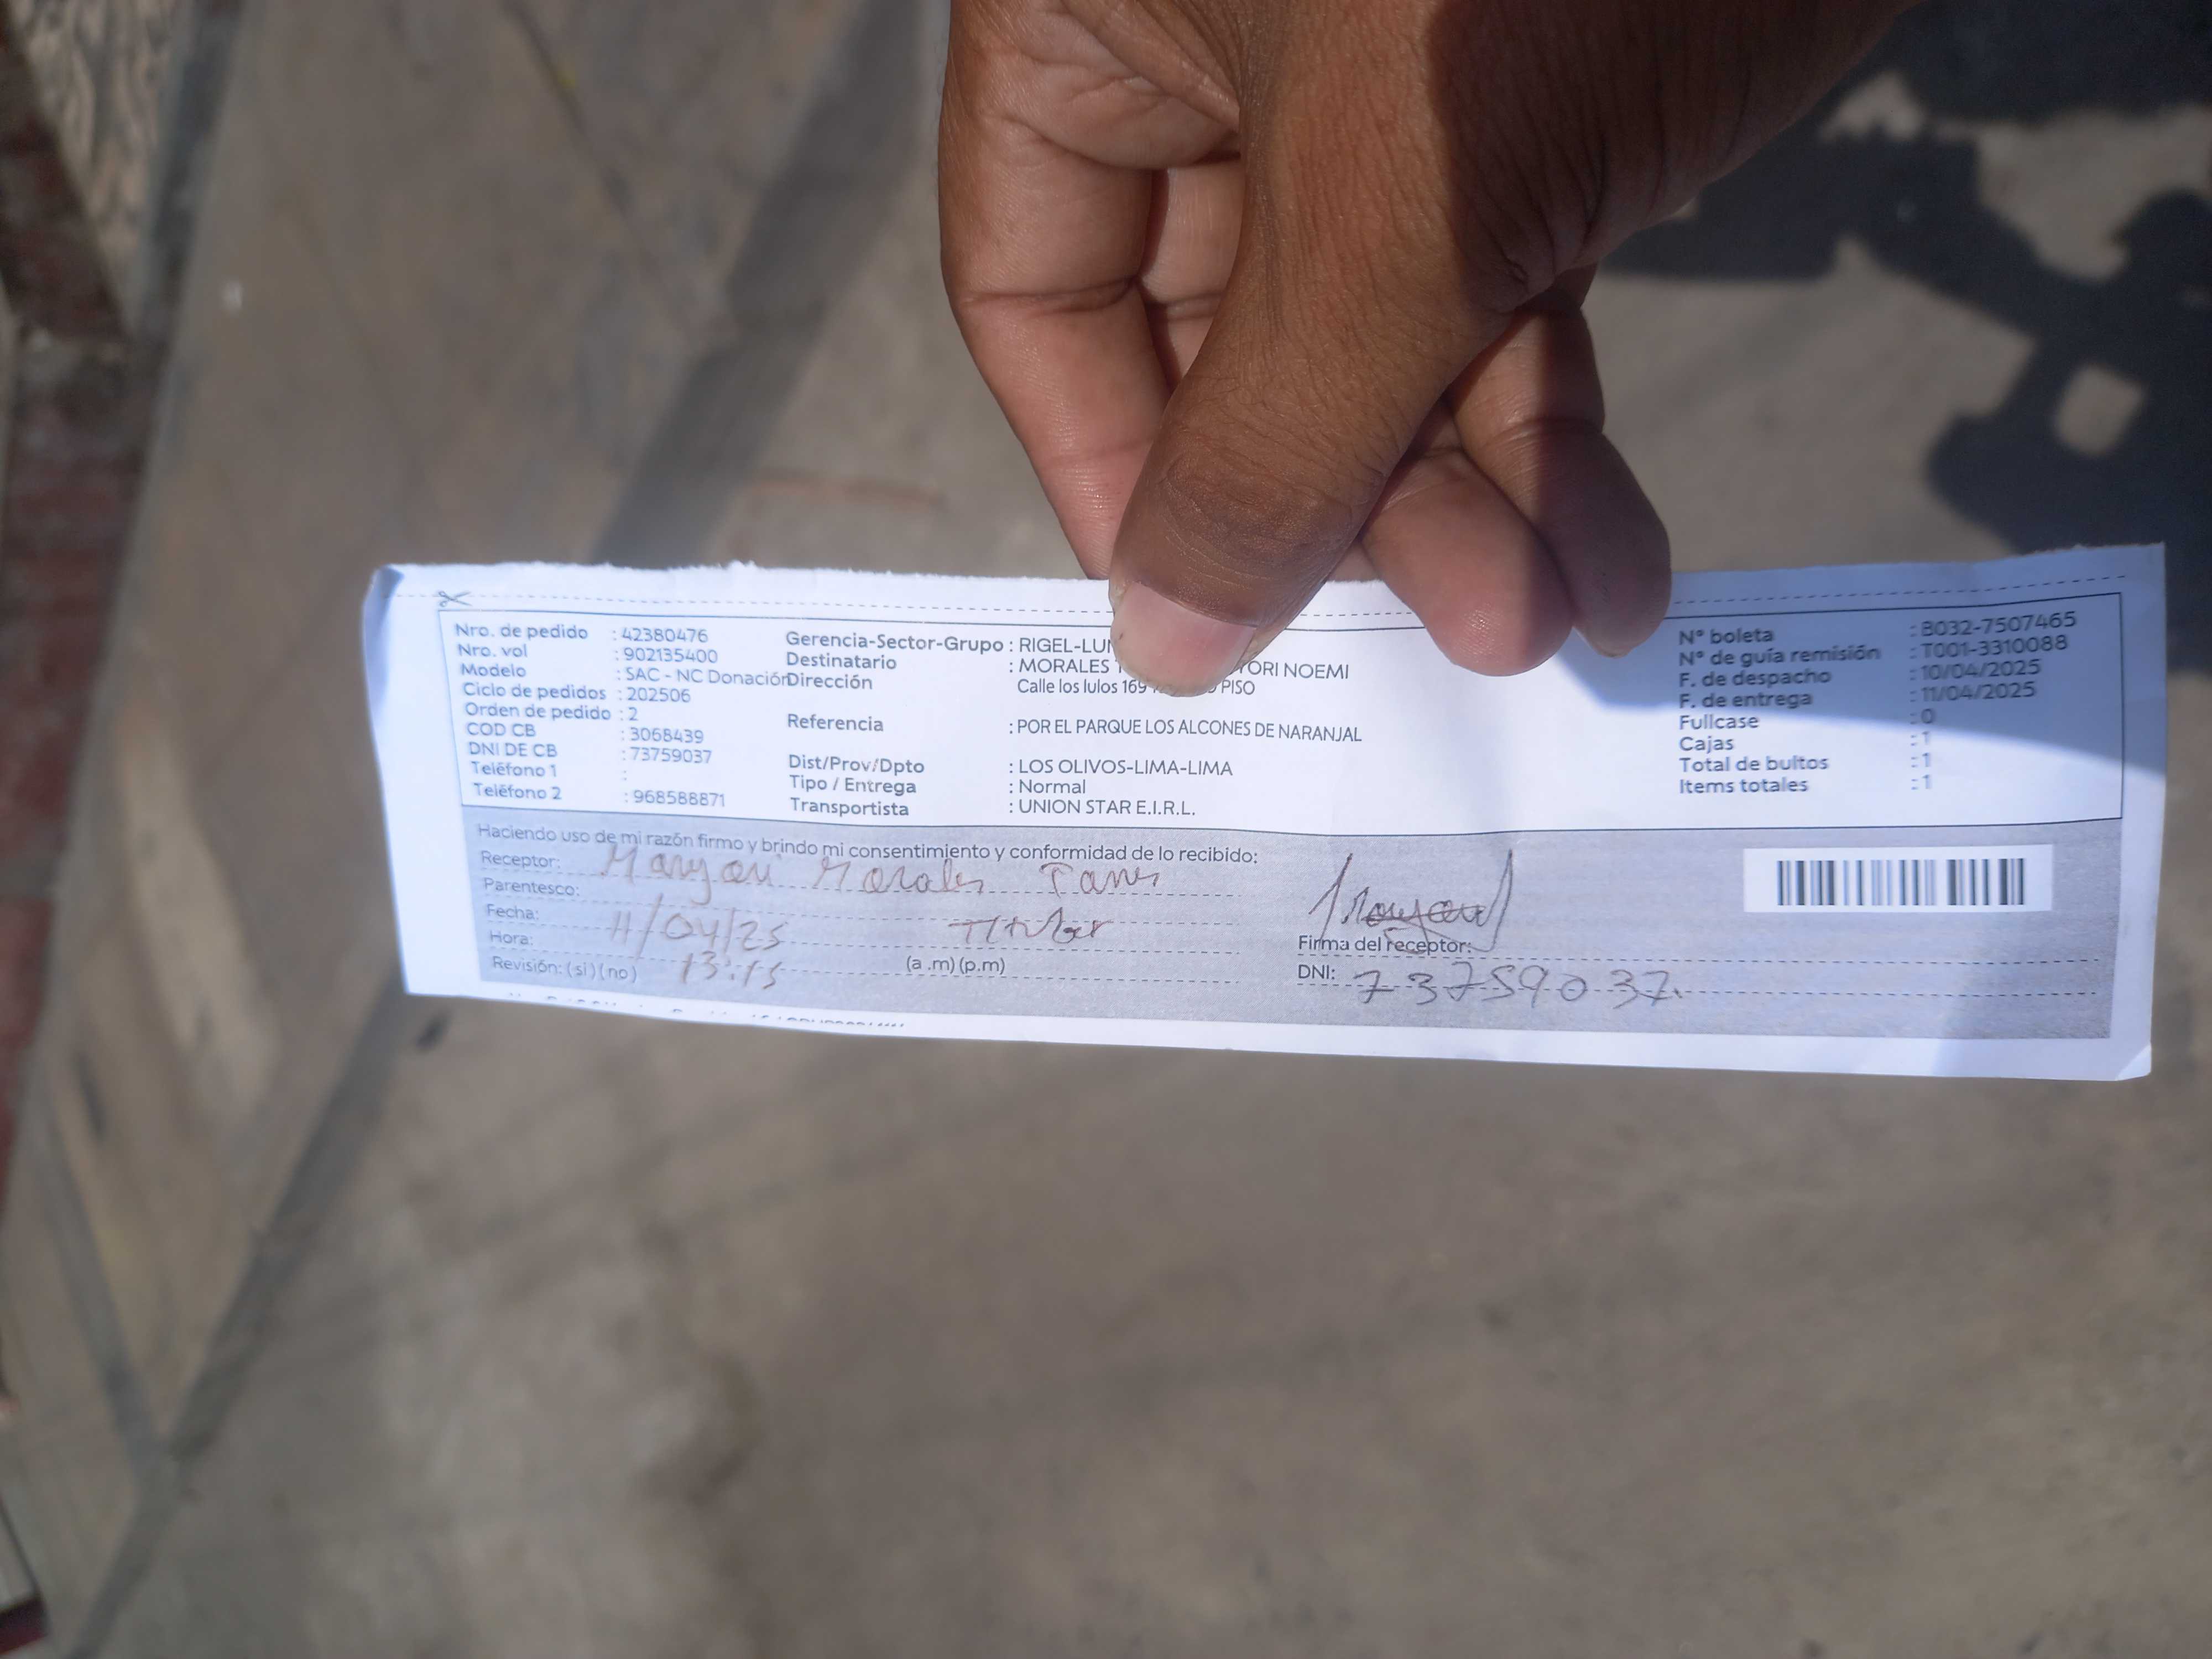 Nro. de pedido : 42380476
Nro. vol : 902135400
Modelo : SAC - NC Donación
Ciclo de pedidos : 202506
Orden de pedido : 2
COD CB : 3068439
DNI DE CB : 73759037
Teléfono 1 :
Teléfono 2 : 968588871
Gerencia-Sector-Grupo : RIGEL-LU
Destinatario : MORALES YORI NOEMI
Dirección Calle los lulos 169 PISO
Referencia : POR EL PARQUE LOS ALCONES DE NARANJAL
Dist/Prov/Dpto : LOS OLIVOS-LIMA-LIMA
Tipo / Entrega : Normal
Transportista : UNION STAR E.I.R.L.
N° boleta : B032-7507465
N° de guía remisión : T001-3310088
F. de despacho : 10/04/2025
F. de entrega : 11/04/2025
Fullcase : 0
Cajas : 1
Total de bultos : 1
Items totales : 1
Haciendo uso de mi razón firmo y brindo mi consentimiento y conformidad de lo recibido:
Receptor: Maryori Morales
Parentesco: Titular
Fecha: 11/04/25
Hora: 13:15 (a .m) (p.m)
Revisión: (si) (no)
Firma del receptor:
DNI: 73759037.